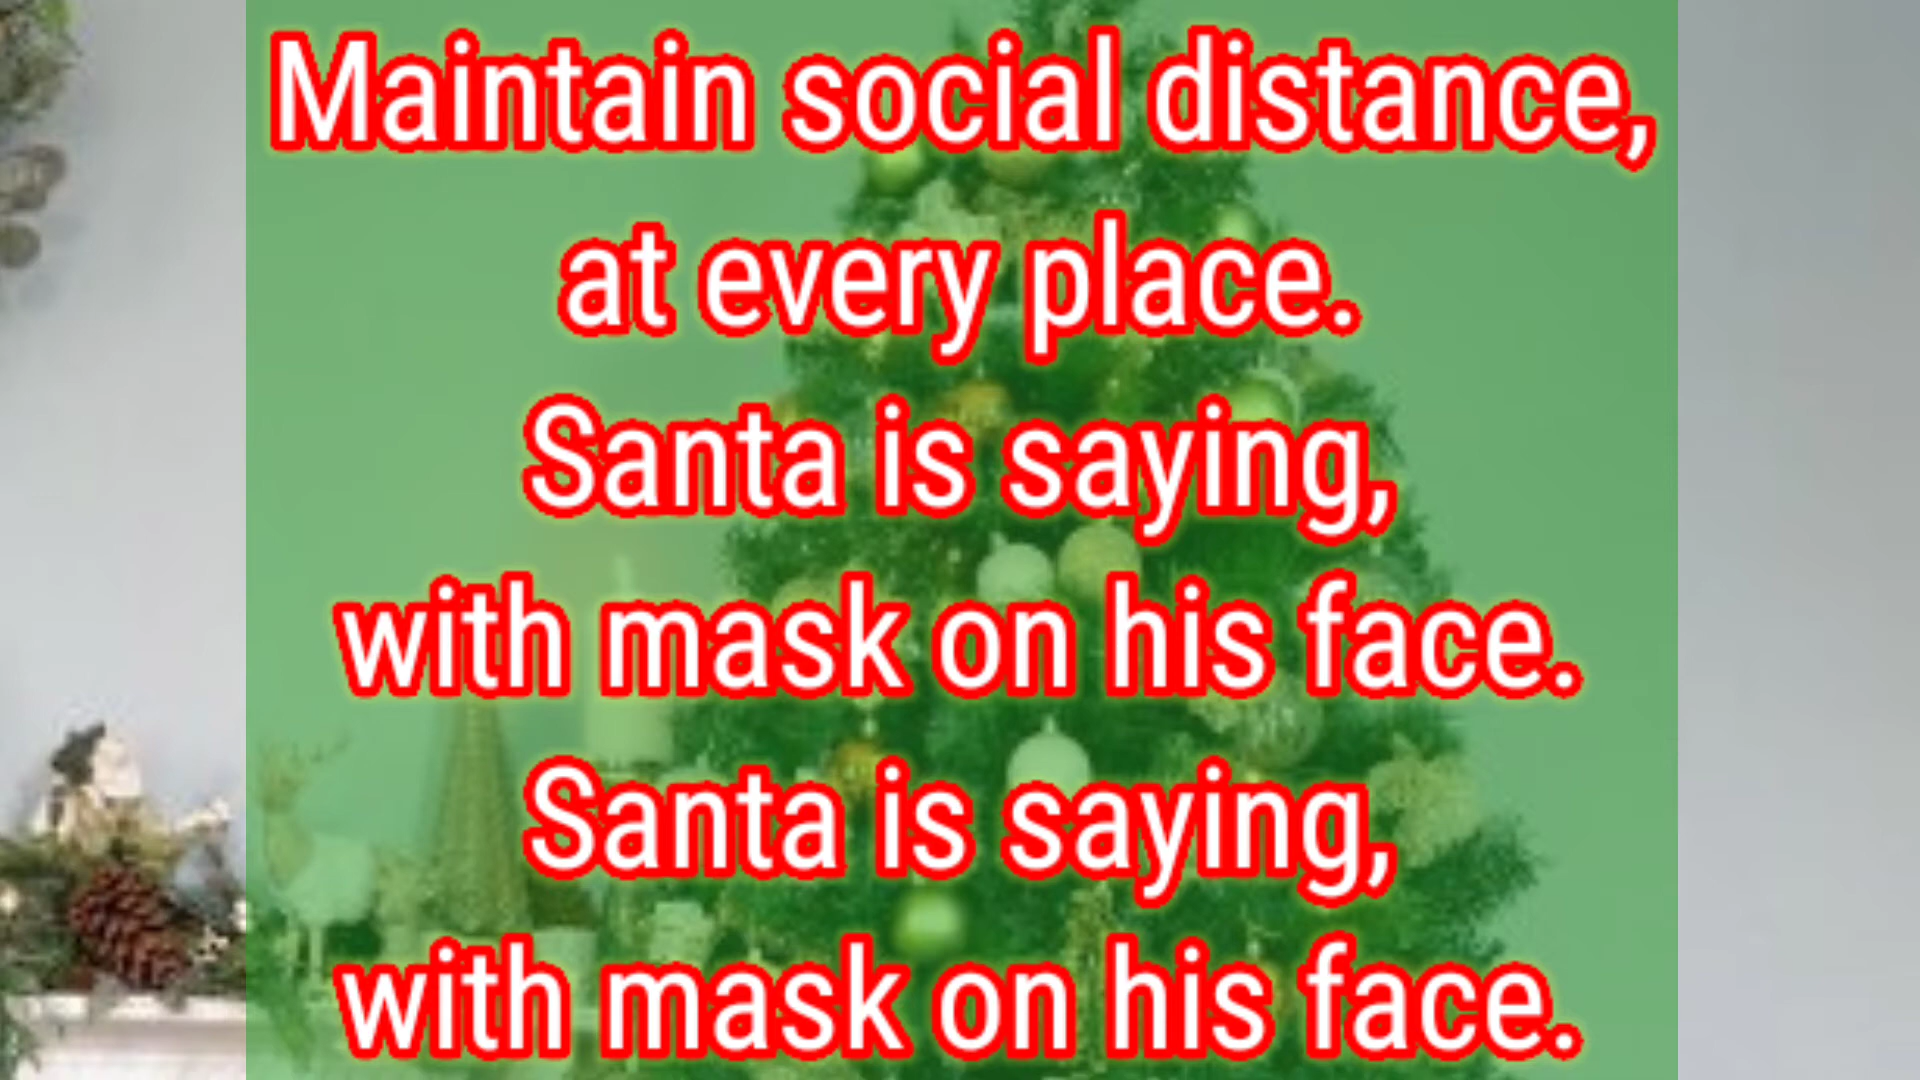 Maintain social distance,
at every place.
Santa is saying,
with mask on his face.
Santa is saying,
with mask on his face.